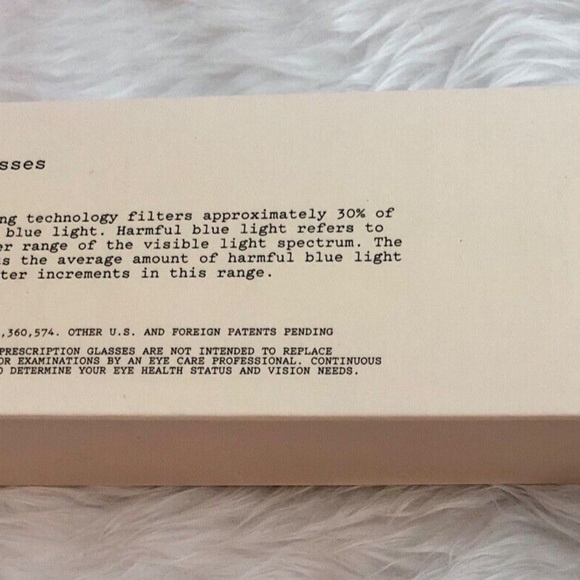 sses
ng technology filters approximately 30% of
blue light. Harmful blue light refers to
er range of the visible light spectrum. The
s the average amount of harmful blue light
ter increments in this range.
,360,574. OTHER U.S. AND FOREIGN PATENTS PENDING
PRESCRIPTION GLASSES ARE NOT INTENDED TO REPLACE
OR EXAMINATIONS BY AN EYE CARE PROFESSIONAL. CONTINUOUS
O DETERMINE YOUR EYE HEALTH STATUS AND VISION NEEDS.